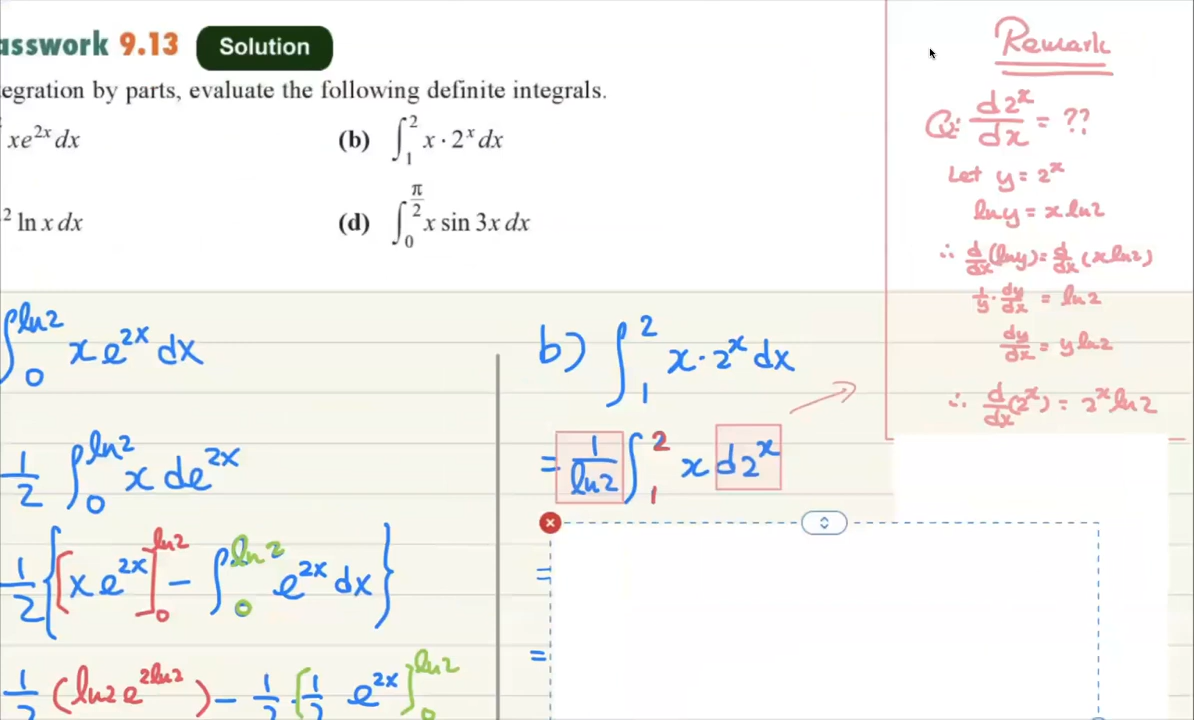 asswork 9.13 Solution
egration by parts, evaluate the following definite integrals.
xe^{2x} dx
(b) ∫_1^2 x · 2^x dx
^2 ln x dx
(d) ∫_0^{π/2} x sin 3x dx
∫_0^{ln2} x e^{2x} dx
1/2 ∫_0^{ln2} x de^{2x}
1/2 { [x e^{2x}]_0^{ln2} - ∫_0^{ln2} e^{2x} dx }
1/2 (ln2 e^{2ln2}) - 1/2 [1/2 e^{2x}]_0^{ln2}
b) ∫_1^2 x · 2^x dx
= 1/ln2 ∫_1^2 x d2^x
=
=
Remark
Q: d2^x/dx = ??
Let y = 2^x
ln y = x ln2
∴ d/dx (ln y) = d/dx (x ln2)
1/y · dy/dx = ln2
dy/dx = y ln2
∴ d/dx (2^x) = 2^x ln2